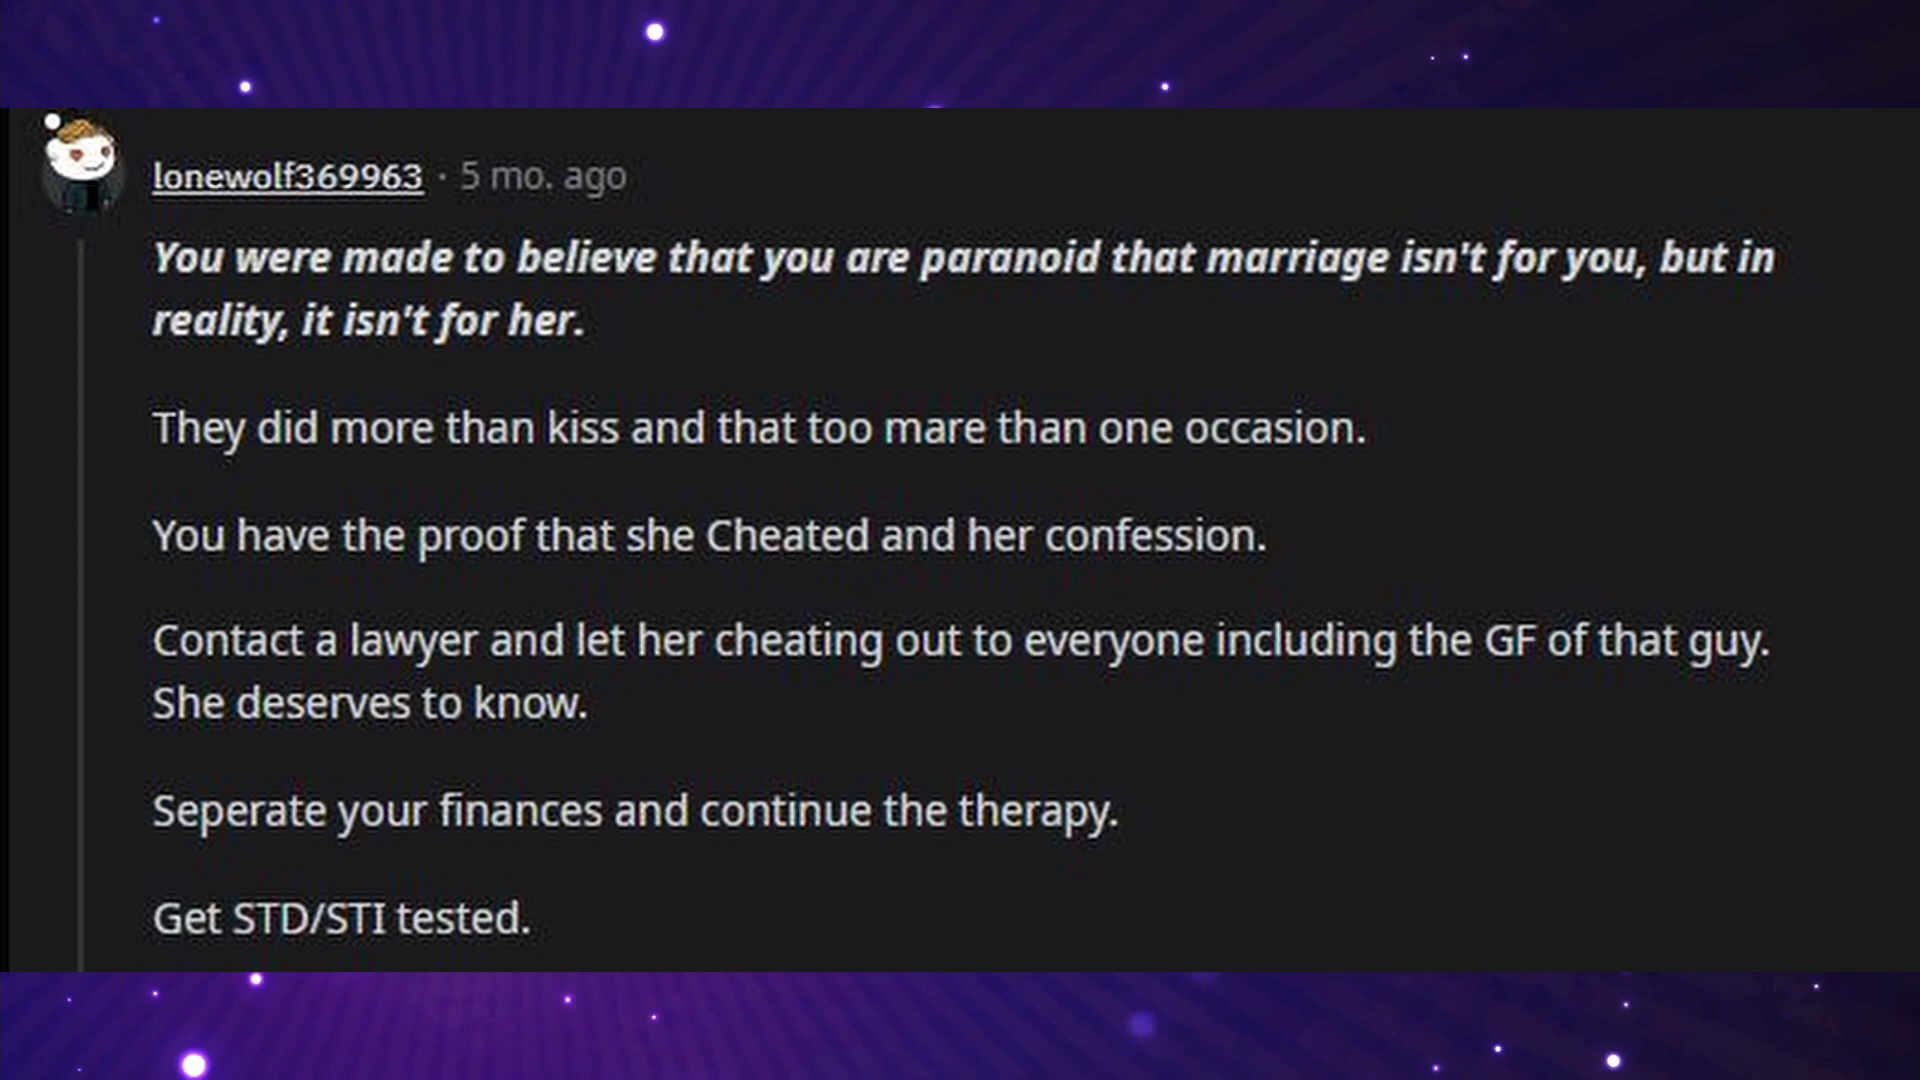 lonewolf369963 · 5 mo. ago
You were made to believe that you are paranoid that marriage isn't for you, but in
reality, it isn't for her.
They did more than kiss and that too mare than one occasion.
You have the proof that she Cheated and her confession.
Contact a lawyer and let her cheating out to everyone including the GF of that guy.
She deserves to know.
Seperate your finances and continue the therapy.
Get STD/STI tested.